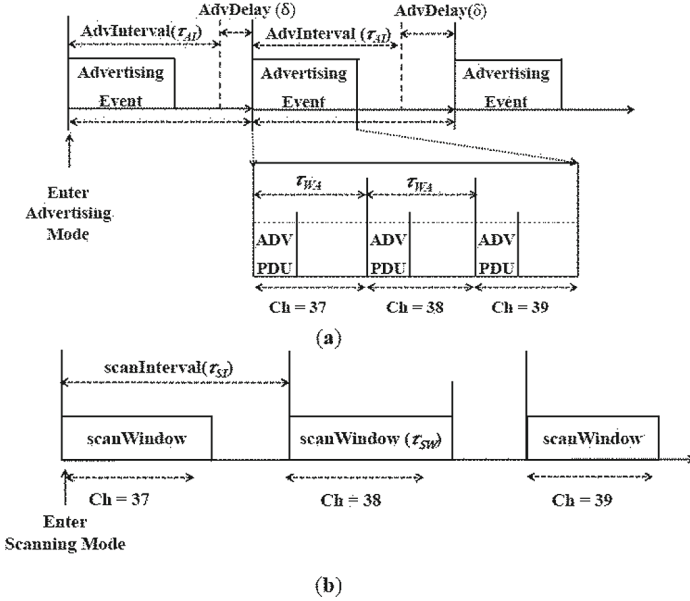 AdvDelay (δ)
AdvDelay(δ)
AdvInterval(τAI)
AdvInterval (τAI)
Advertising
Event
Advertising
Event
Advertising
Event
Enter
Advertising
Mode
τWA
τWA
ADV
PDU
ADV
PDU
ADV
PDU
Ch = 37
Ch = 38
Ch = 39
(a)
scanInterval(τSI)
scanWindow
scanWindow (τSW)
scanWindow
Ch = 37
Ch = 38
Ch = 39
Enter
Scanning Mode
(b)